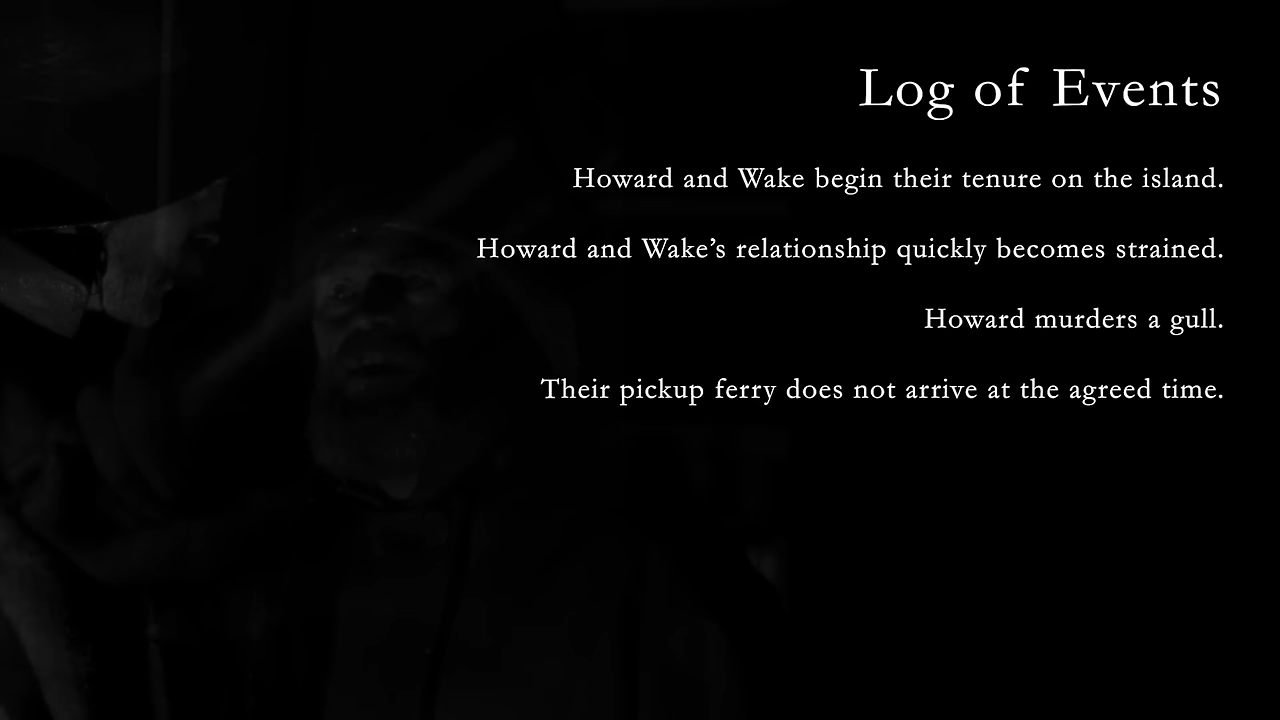 Log of Events
Howard and Wake begin their tenure on the island.
Howard and Wake’s relationship quickly becomes strained.
Howard murders a gull.
Their pickup ferry does not arrive at the agreed time.